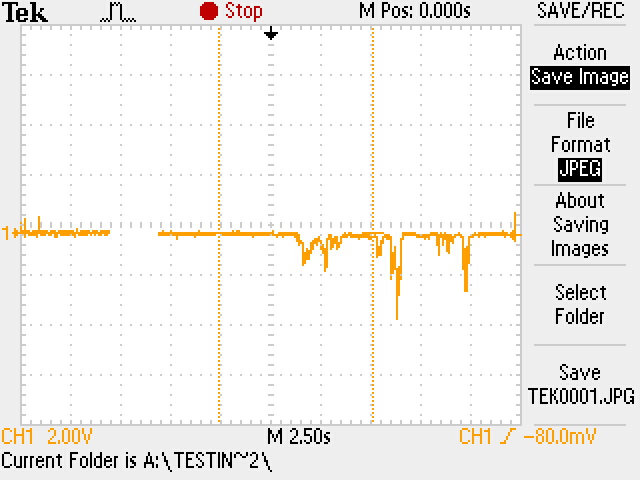 Tek Stop M Pos: 0.000s SAVE/REC
Action
Save Image
File
Format
JPEG
About
Saving
Images
Select
Folder
Save
TEK0001.JPG
1
CH1 2.00V M 2.50s CH1 -80.0mV
Current Folder is A:\TESTIN~2\